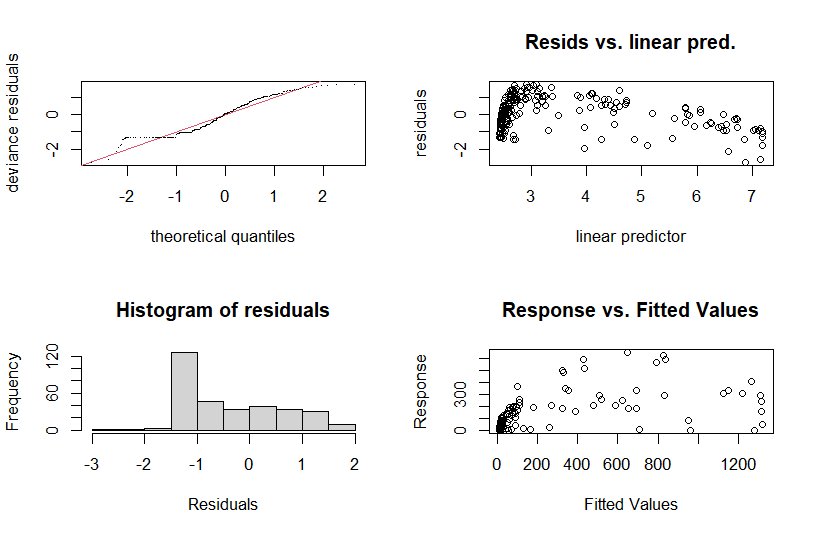 deviance residuals
-2 0
-2 -1 0 1 2
theoretical quantiles
Resids vs. linear pred.
residuals
-2 0
3 4 5 6 7
linear predictor
Histogram of residuals
Frequency
0 60 120
-3 -2 -1 0 1 2
Residuals
Response vs. Fitted Values
Response
0 300
0 200 400 600 800 1200
Fitted Values